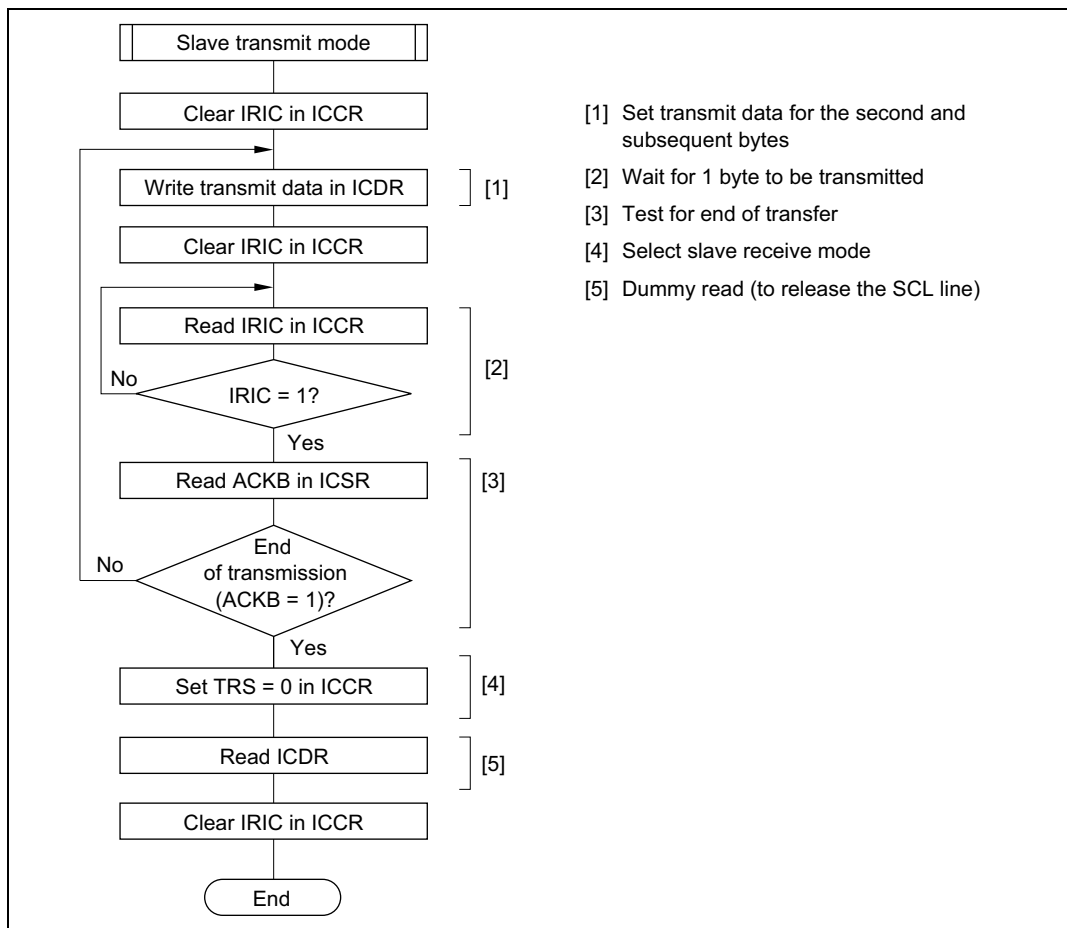 Slave transmit mode
Clear IRIC in ICCR
Write transmit data in ICDR
[1]
Clear IRIC in ICCR
Read IRIC in ICCR
[2]
No
IRIC = 1?
Yes
Read ACKB in ICSR
[3]
No
End
of transmission
(ACKB = 1)?
Yes
Set TRS = 0 in ICCR
[4]
Read ICDR
[5]
Clear IRIC in ICCR
End
[1] Set transmit data for the second and
subsequent bytes
[2] Wait for 1 byte to be transmitted
[3] Test for end of transfer
[4] Select slave receive mode
[5] Dummy read (to release the SCL line)